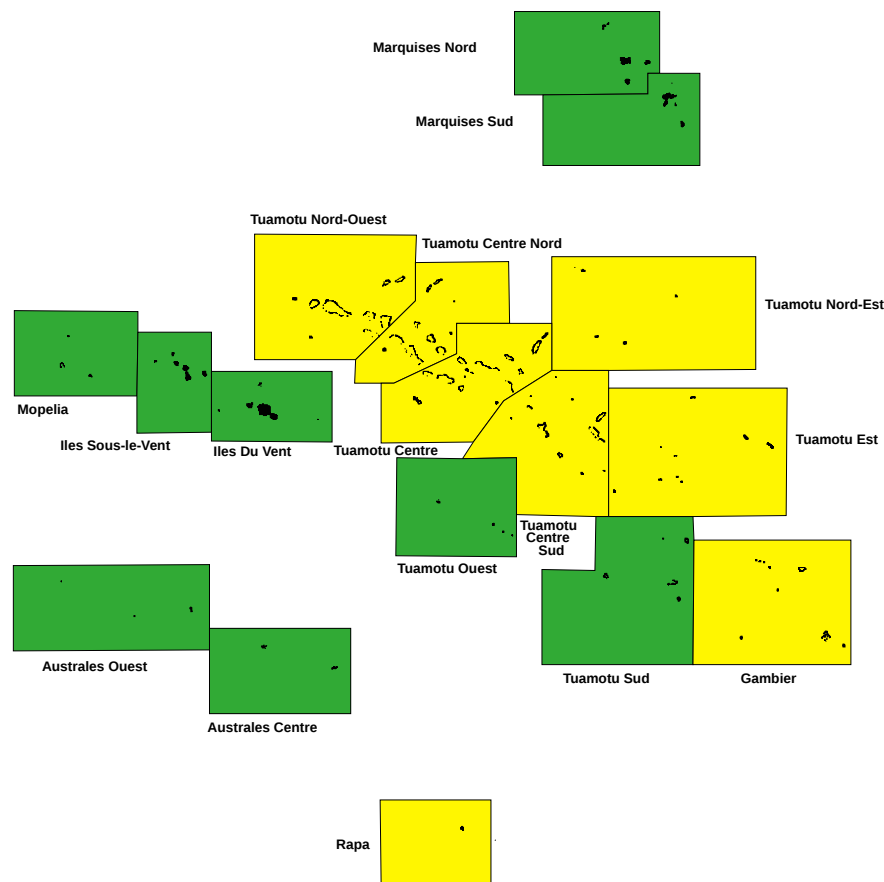 Marquises Nord
Marquises Sud
Tuamotu Nord-Ouest
Tuamotu Centre Nord
Tuamotu Nord-Est
Mopelia
Iles Sous-le-Vent
Iles Du Vent
Tuamotu Centre
Tuamotu Est
Tuamotu
Centre
Sud
Tuamotu Ouest
Australes Ouest
Tuamotu Sud
Gambier
Australes Centre
Rapa